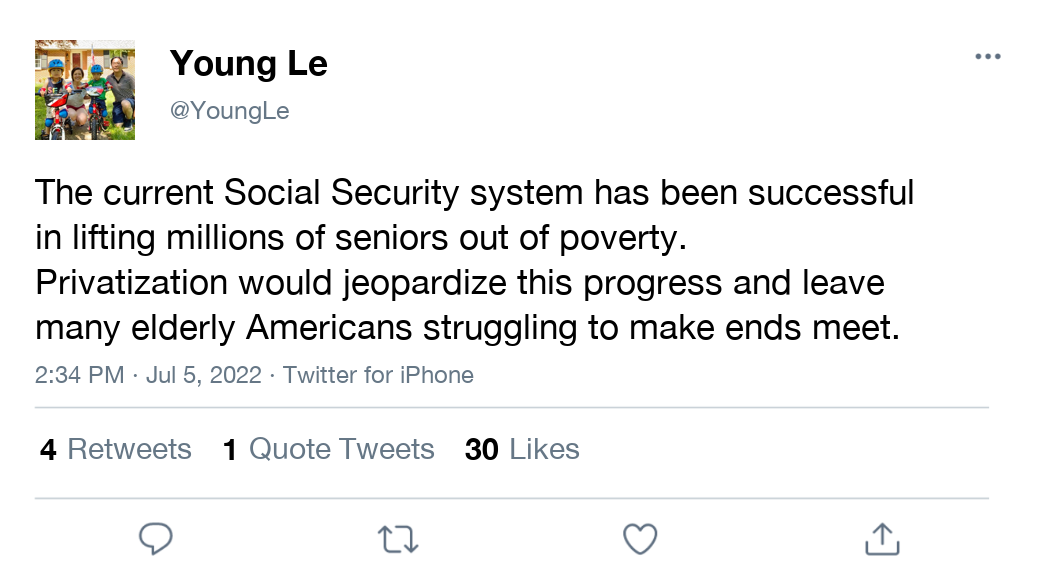 Young Le
@YoungLe
The current Social Security system has been successful
in lifting millions of seniors out of poverty.
Privatization would jeopardize this progress and leave
many elderly Americans struggling to make ends meet.
2:34 PM · Jul 5, 2022 · Twitter for iPhone
4 Retweets 1 Quote Tweets 30 Likes